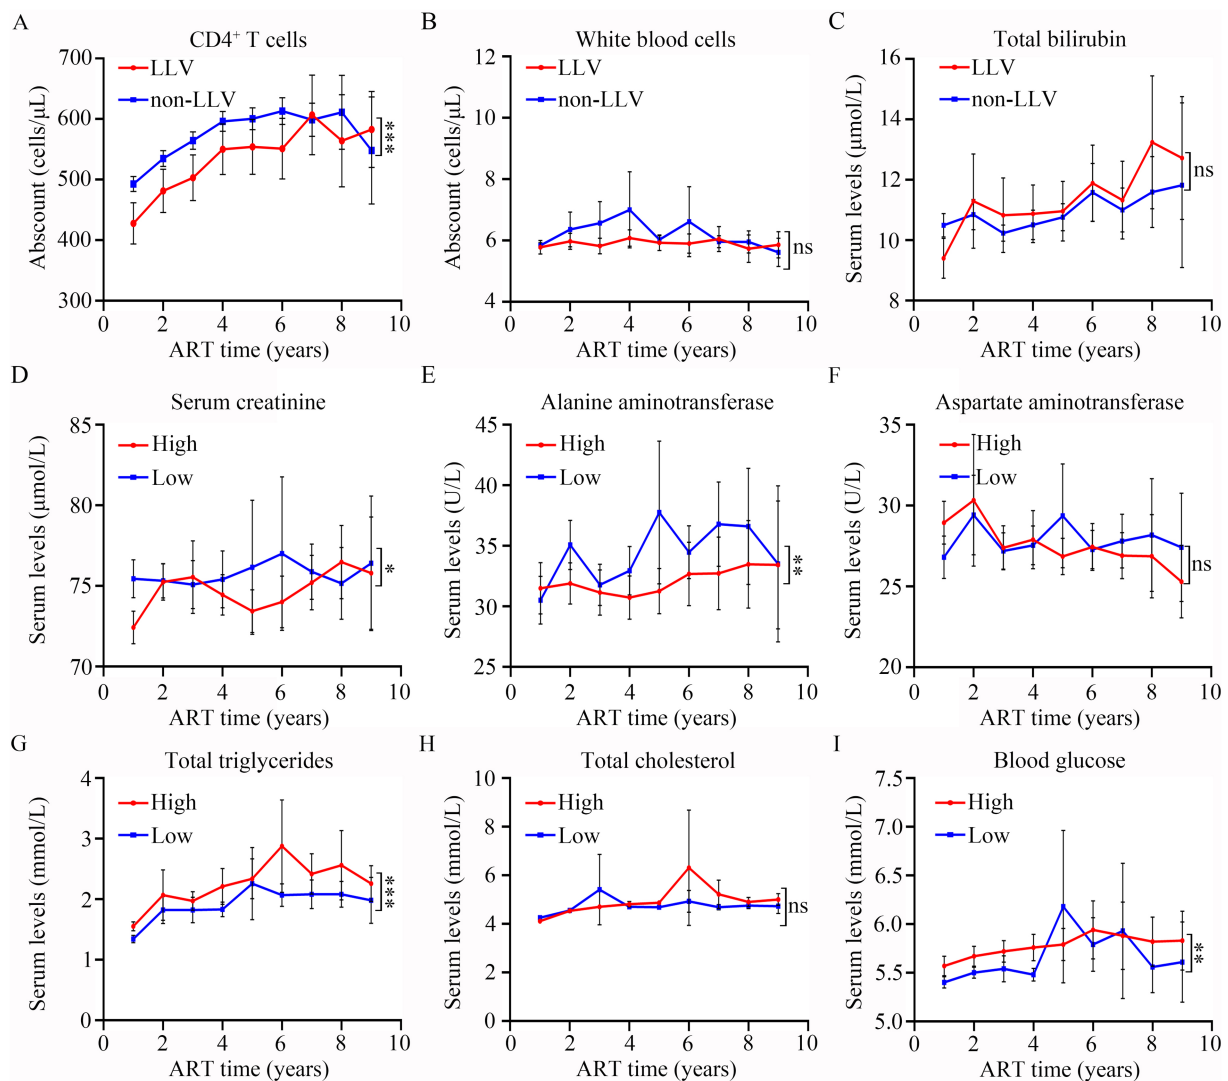 A
CD4+ T cells
LLV
non-LLV
Abscount (cells/μL)
700
600
500
400
300
0 2 4 6 8 10
ART time (years)
***
B
White blood cells
LLV
non-LLV
Abscount (cells/μL)
12
10
8
6
4
0 2 4 6 8 10
ART time (years)
ns
C
Total bilirubin
LLV
non-LLV
Serum levels (μmol/L)
16
14
12
10
8
0 2 4 6 8 10
ART time (years)
ns
D
Serum creatinine
High
Low
Serum levels (μmol/L)
85
80
75
70
0 2 4 6 8 10
ART time (years)
*
E
Alanine aminotransferase
High
Low
Serum levels (U/L)
45
40
35
30
25
0 2 4 6 8 10
ART time (years)
**
F
Aspartate aminotransferase
High
Low
Serum levels (U/L)
35
30
25
20
0 2 4 6 8 10
ART time (years)
ns
G
Total triglycerides
High
Low
Serum levels (mmol/L)
4
3
2
1
0
0 2 4 6 8 10
ART time (years)
***
H
Total cholesterol
High
Low
Serum levels (mmol/L)
10
8
6
4
2
0
0 2 4 6 8 10
ART time (years)
ns
I
Blood glucose
High
Low
Serum levels (mmol/L)
7.5
7.0
6.5
6.0
5.5
5.0
0 2 4 6 8 10
ART time (years)
**